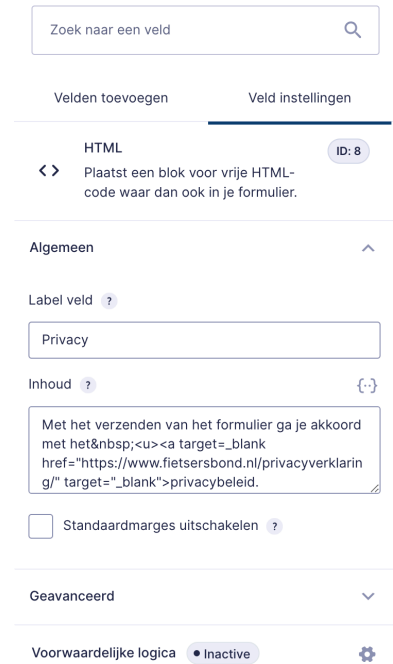 Zoek naar een veld
Velden toevoegen
Veld instellingen
HTML
ID: 8
Plaatst een blok voor vrije HTML-
code waar dan ook in je formulier.
Algemeen
Label veld ?
Privacy
Inhoud ?
Met het verzenden van het formulier ga je akkoord
met het&nbsp;<u><a target=_blank
href="https://www.fietsersbond.nl/privacyverklarin
g/" target="_blank">privacybeleid.
Standaardmarges uitschakelen ?
Geavanceerd
Voorwaardelijke logica • Inactive